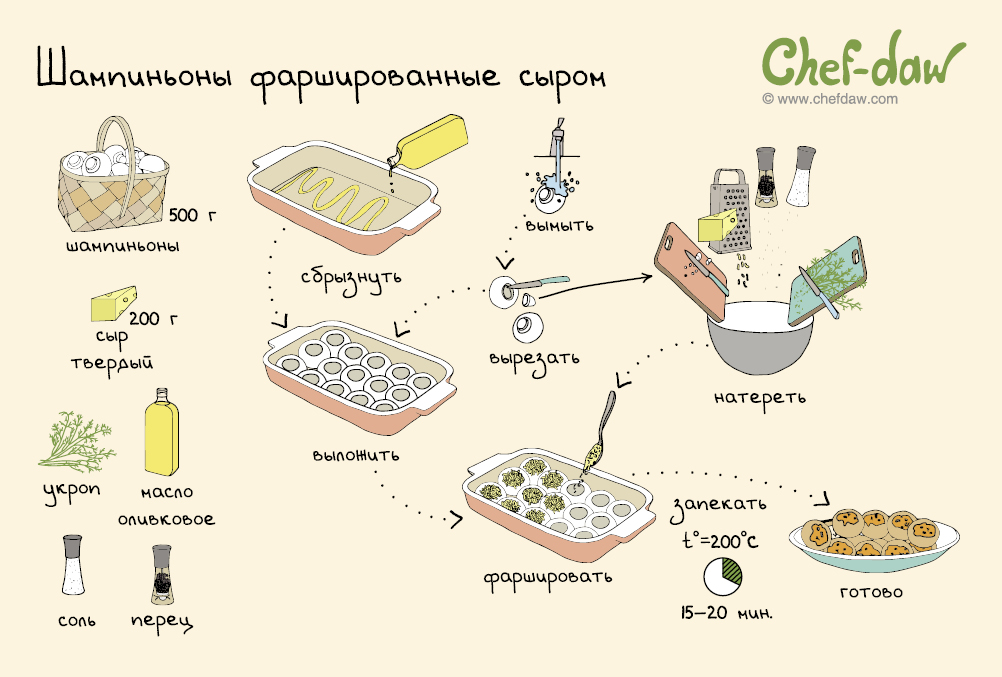 Шампиньоны фаршированные сыром
Chef-daw
© www.chefdaw.com
500 г
шампиньоны
200 г
сыр
твердый
укроп
масло
оливковое
соль
перец
сбрызнуть
вымыть
вырезать
натереть
выложить
фаршировать
запекать
t°=200°C
15–20 мин.
готово